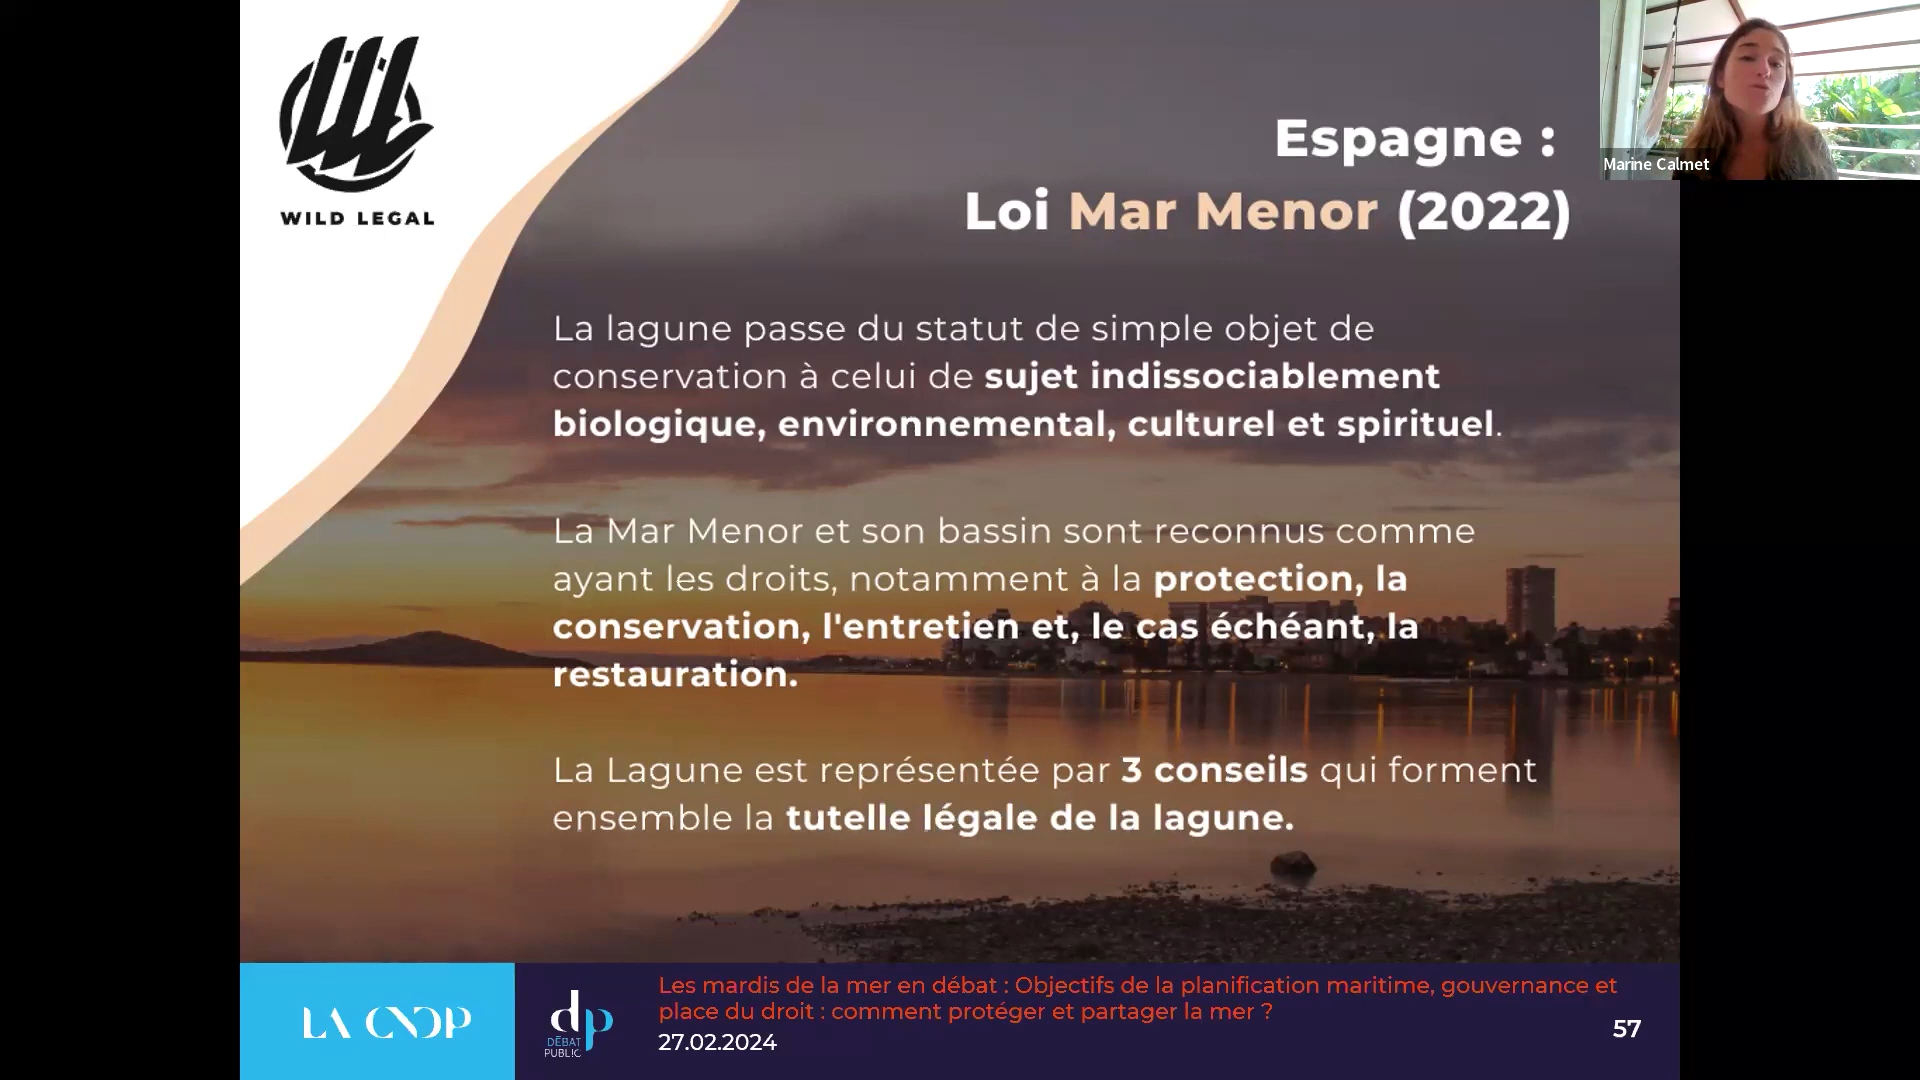 WILD LEGAL
Espagne :
Loi Mar Menor (2022)
Marine Calmet
La lagune passe du statut de simple objet de
conservation à celui de sujet indissociablement
biologique, environnemental, culturel et spirituel.
La Mar Menor et son bassin sont reconnus comme
ayant les droits, notamment à la protection, la
conservation, l'entretien et, le cas échéant, la
restauration.
La Lagune est représentée par 3 conseils qui forment
ensemble la tutelle légale de la lagune.
LA CNDP
dp
DÉBAT
PUBLIC
Les mardis de la mer en débat : Objectifs de la planification maritime, gouvernance et
place du droit : comment protéger et partager la mer ?
27.02.2024
57